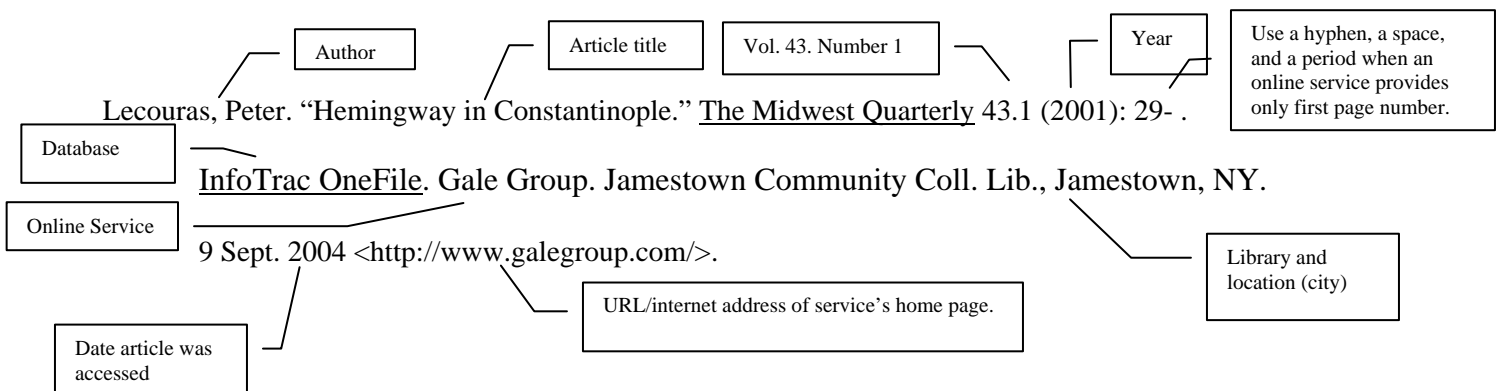 Author
Article title
Vol. 43. Number 1
Year
Use a hyphen, a space,
and a period when an
online service provides
only first page number.
Lecouras, Peter. “Hemingway in Constantinople.” The Midwest Quarterly 43.1 (2001): 29- .
Database
InfoTrac OneFile. Gale Group. Jamestown Community Coll. Lib., Jamestown, NY.
Online Service
9 Sept. 2004 <http://www.galegroup.com/>.
Library and
location (city)
URL/internet address of service’s home page.
Date article was
accessed